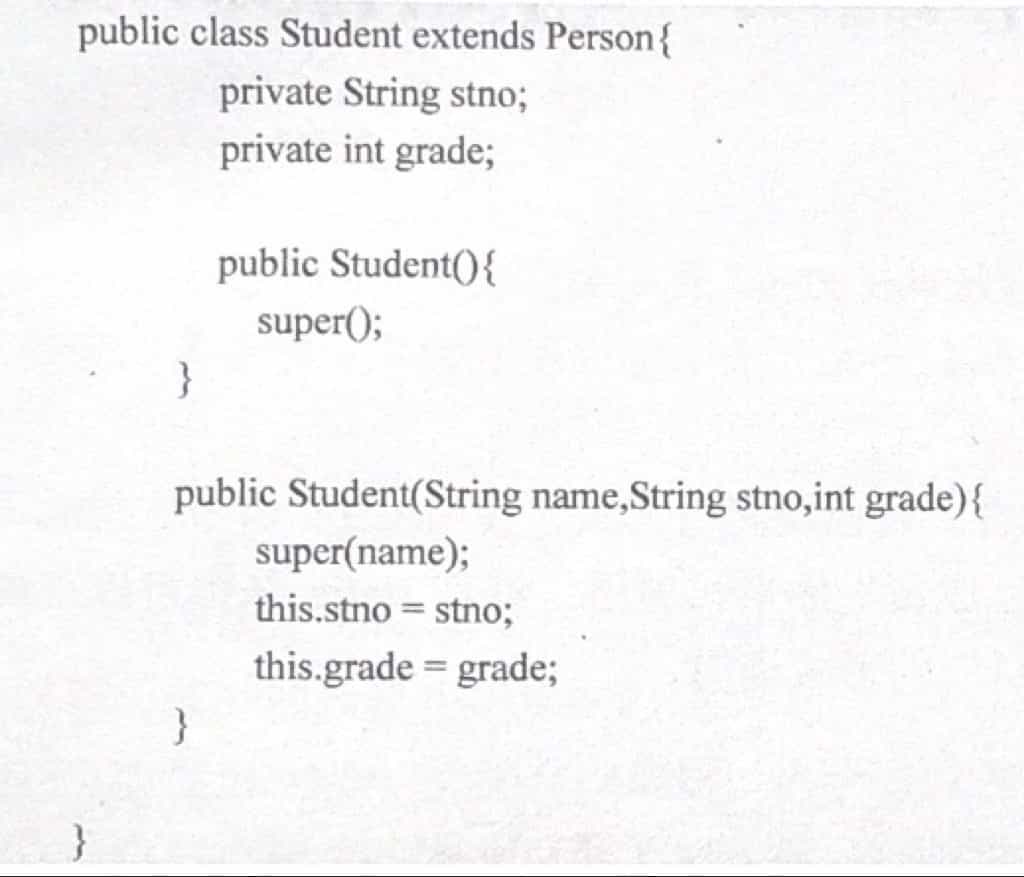 public class Student extends Person{
private String stno;
private int grade;
public Student(){
super();
}
public Student(String name,String stno,int grade){
super(name);
this.stno = stno;
this.grade = grade;
}
}